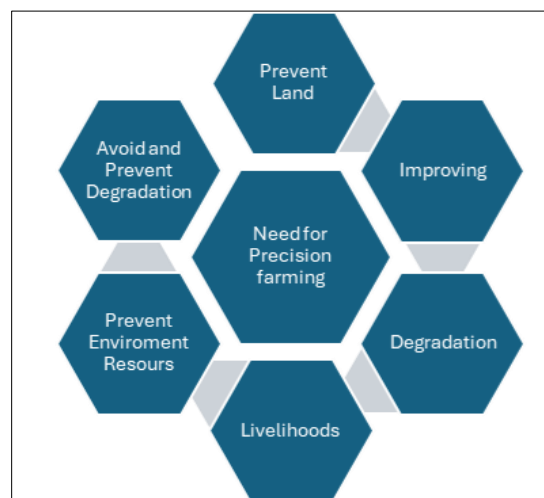 Prevent
Land
Improving
Degradation
Livelihoods
Prevent
Enviroment
Resours
Avoid and
Prevent
Degradation
Need for
Precision
farming